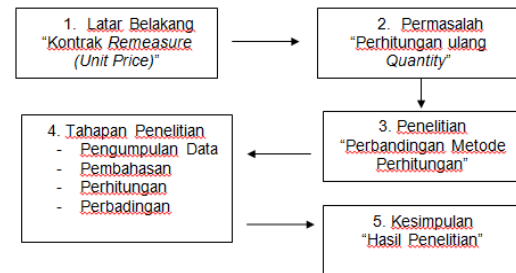 1. Latar Belakang
“Kontrak Remeasure
(Unit Price)”
2. Permasalah
“Perhitungan ulang
Quantity”
3. Penelitian
“Perbandingan Metode
Perhitungan”
4. Tahapan Penelitian
- Pengumpulan Data
- Pembahasan
- Perhitungan
- Perbadingan
5. Kesimpulan
“Hasil Penelitian”